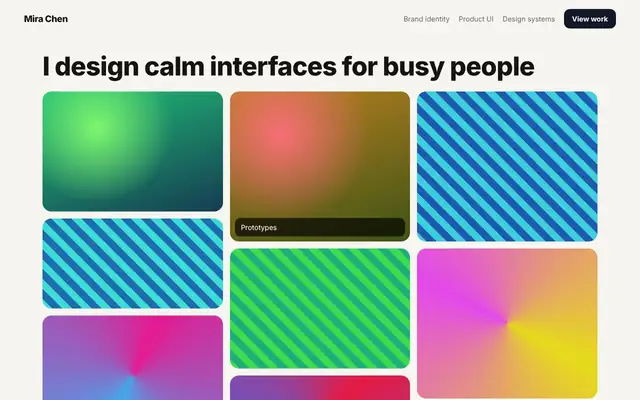 Mira Chen
Brand identity Product UI Design systems View work
I design calm interfaces for busy people
Prototypes